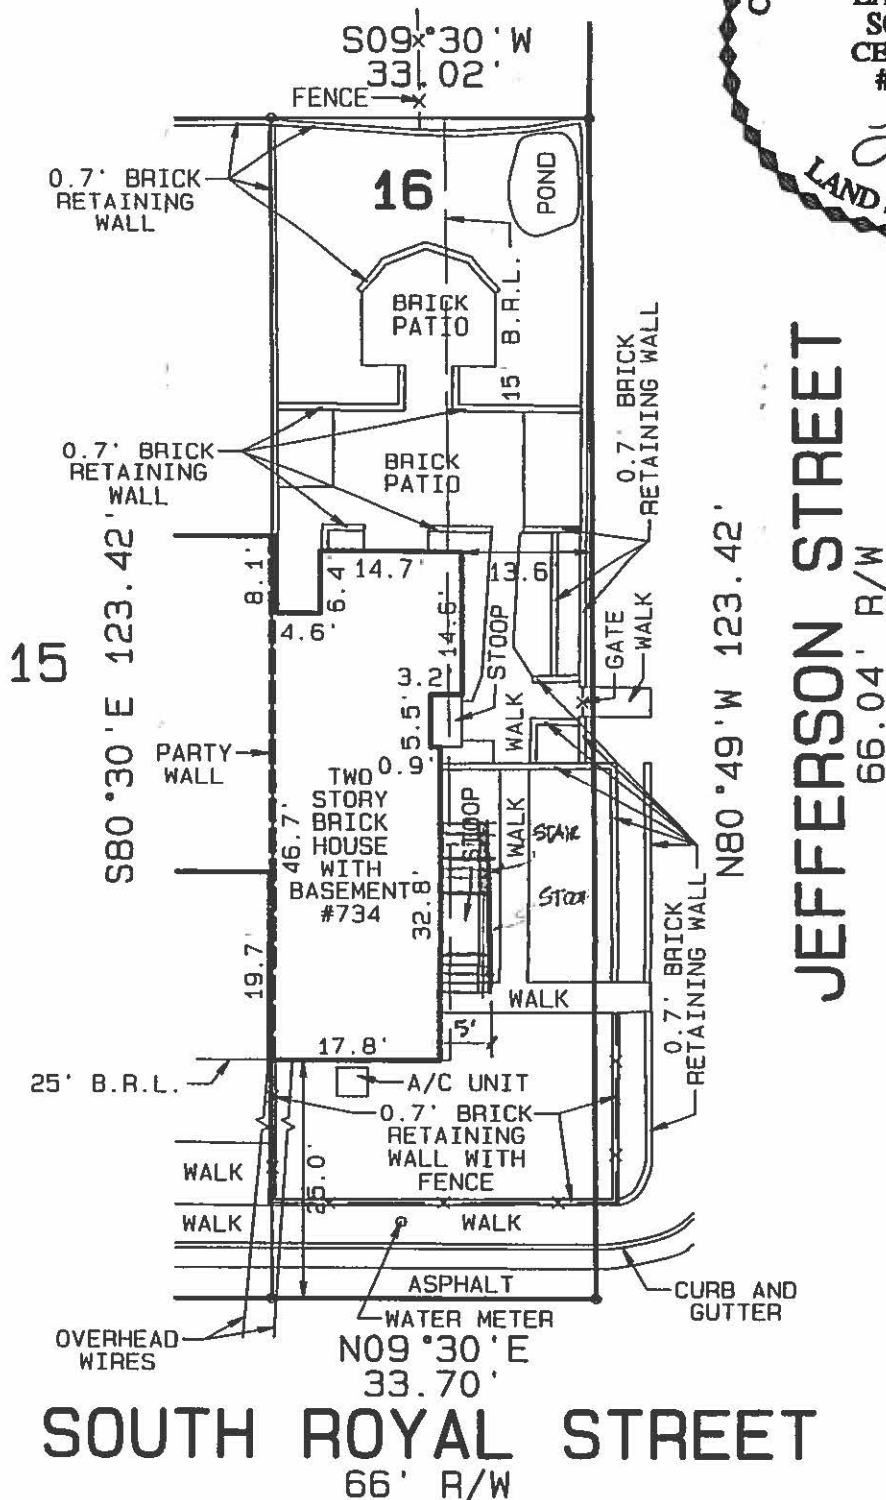 S09°30'W
33.02'
FENCE
LAND
#
0.7' BRICK
RETAINING
WALL
16
POND
BRICK
PATIO
15' B.R.L.
0.7' BRICK
RETAINING WALL
0.7' BRICK
RETAINING
WALL
BRICK
PATIO
JEFFERSON STREET
66.04' R/W
S80°30'E 123.42'
N80°49'W 123.42'
15
8.1'
6.4'
14.7'
13.6
4.6'
14.6'
STOOP
GATE
WALK
3.2'
5.5'
WALK
PARTY
WALL
0.9'
TWO
STORY
BRICK
HOUSE
WITH
BASEMENT
#734
46.7'
32.8'
STOOP
WALK
STAIR
STOOP
19.7'
WALK
0.7' BRICK
RETAINING WALL
5'
17.8'
25' B.R.L.
A/C UNIT
0.7' BRICK
RETAINING
WALL WITH
FENCE
25.0'
WALK
WALK
WALK
ASPHALT
CURB AND
GUTTER
WATER METER
OVERHEAD
WIRES
N09°30'E
33.70'
SOUTH ROYAL STREET
66' R/W